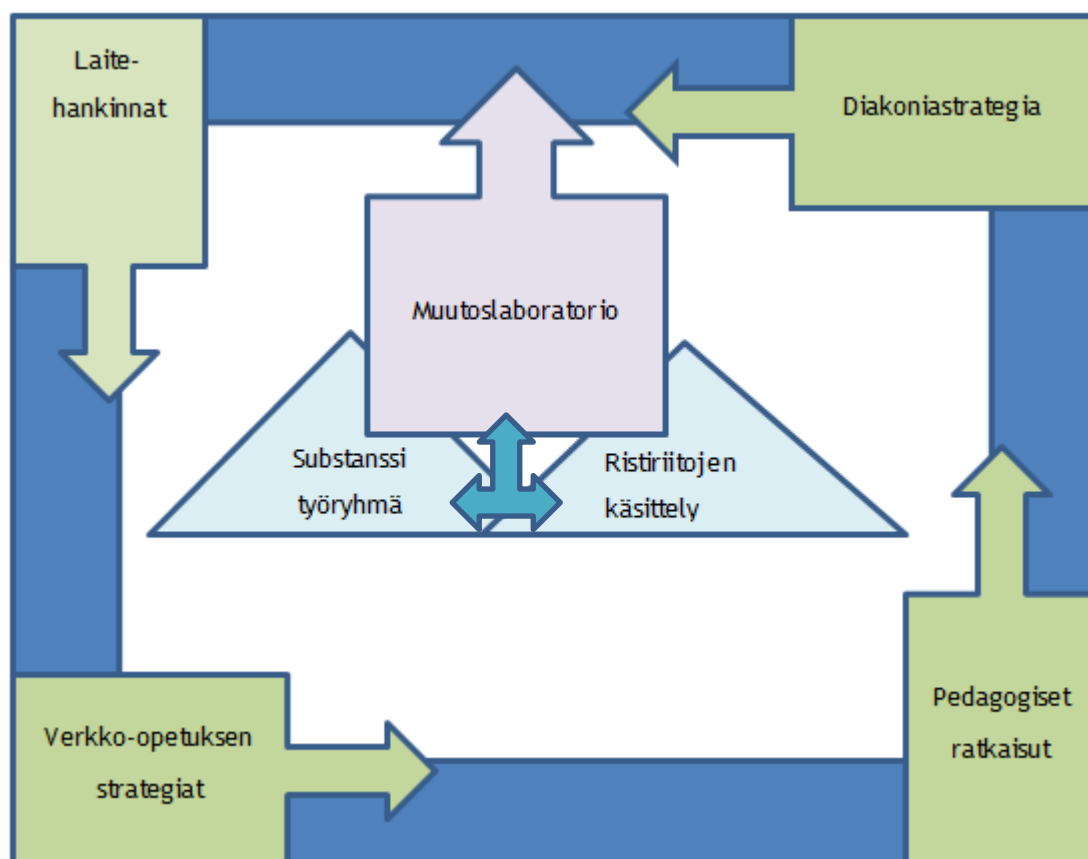 Laite-
hankinnat
Diakoniastrategia
Muutoslaboratorio
Substanssi
työryhmä
Ristiriitojen
käsittely
Verkko-opetuksen
strategiat
Pedagogiset
ratkaisut